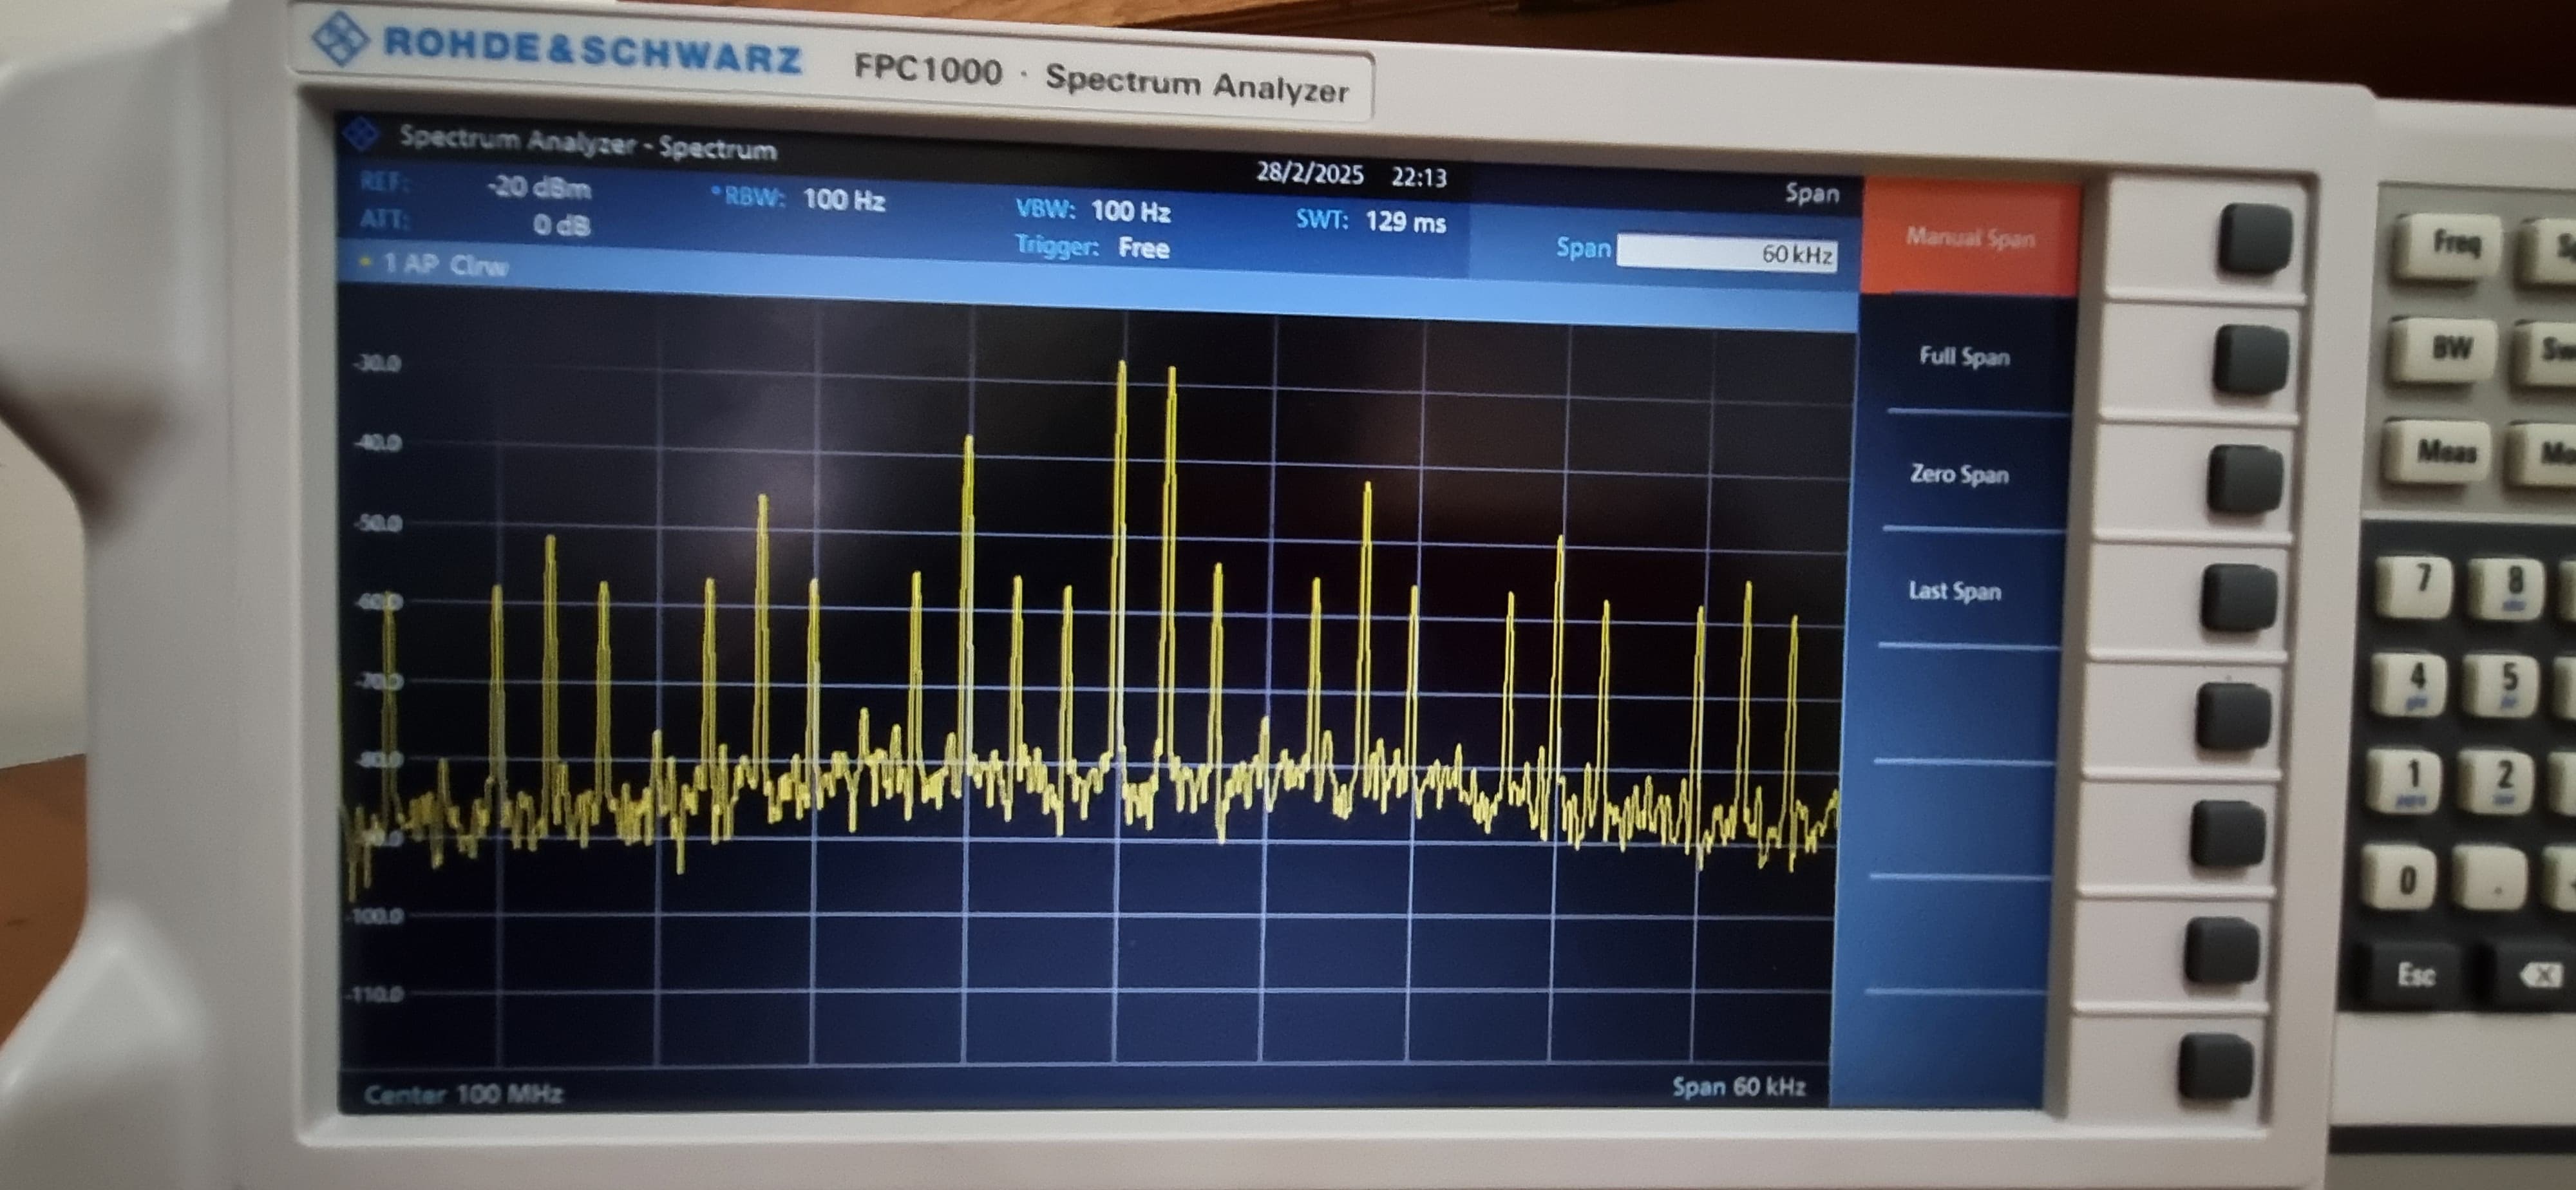 ROHDE&SCHWARZ FPC1000 · Spectrum Analyzer
Spectrum Analyzer - Spectrum
28/2/2025 22:13
Span
REF: -20 dBm
RBW: 100 Hz
VBW: 100 Hz
SWT: 129 ms
ATT: 0 dB
Trigger: Free
Span 60 kHz
1 AP Clrw
Manual Span
Full Span
Zero Span
Last Span
-30.0
-40.0
-50.0
-60.0
-70.0
-80.0
-100.0
-110.0
Center 100 MHz
Span 60 kHz
Freq
BW
Meas
7
8
4
5
1
2
0
.
Esc